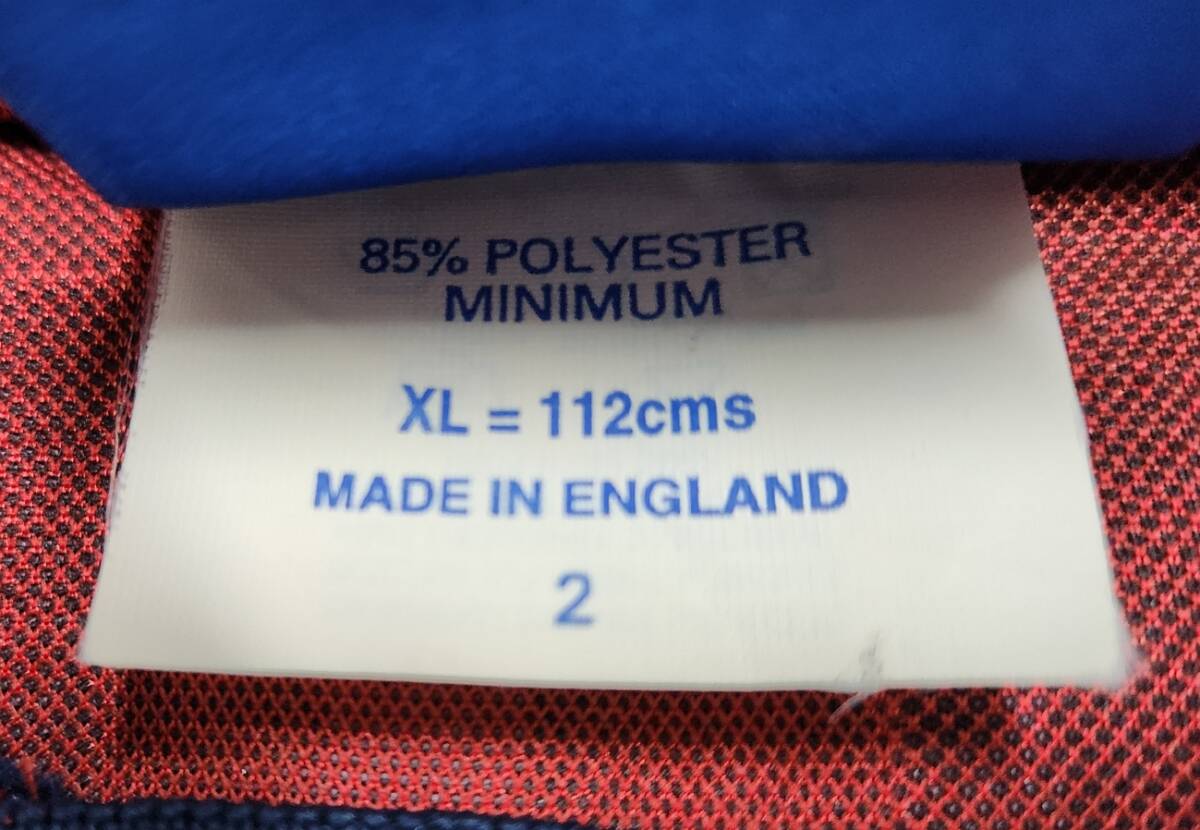 85% POLYESTER
MINIMUM
XL = 112cms
MADE IN ENGLAND
2